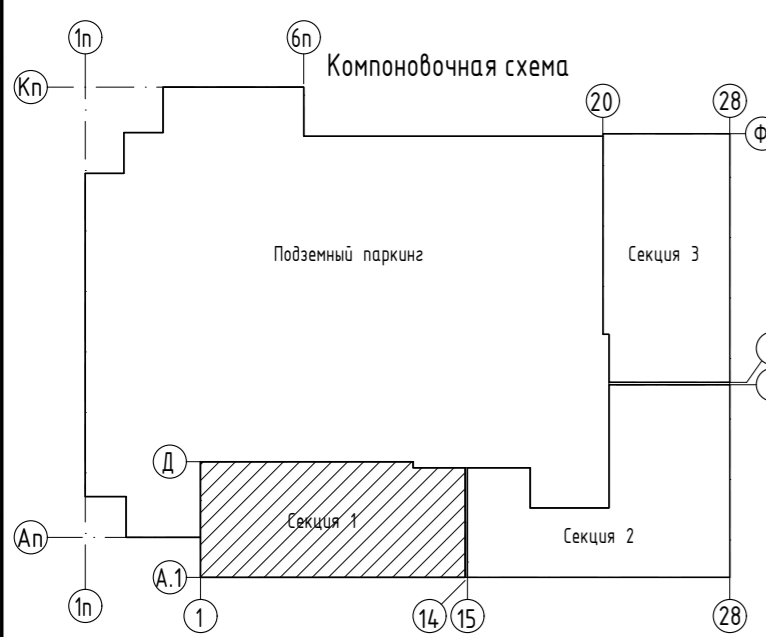 1п
6п
Компоновочная схема
Кп
20
28
Ф
Подземный паркинг
Секция 3
Д
Секция 1
Ап
Секция 2
А.1
1п
1
14
15
28